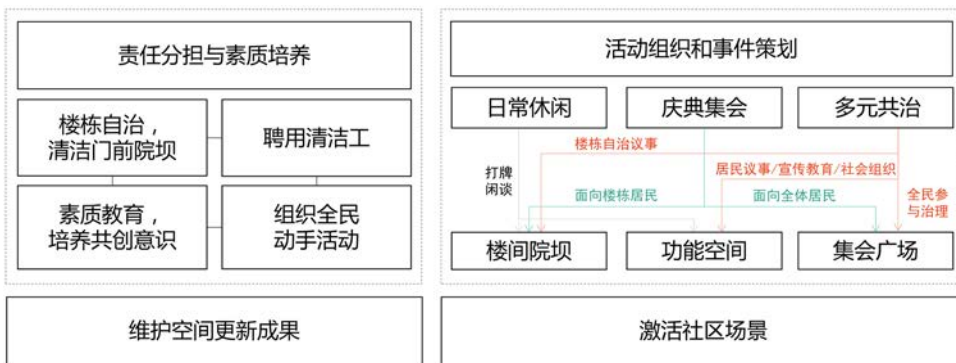 责任分担与素质培养
楼栋自治，
清洁门前院坝
聘用清洁工
素质教育，
培养共创意识
组织全民
动手活动
维护空间更新成果
活动组织和事件策划
日常休闲
庆典集会
多元共治
楼栋自治议事
打牌
闲谈
居民议事/宣传教育/社会组织
面向楼栋居民
面向全体居民
全民参
与治理
楼间院坝
功能空间
集会广场
激活社区场景